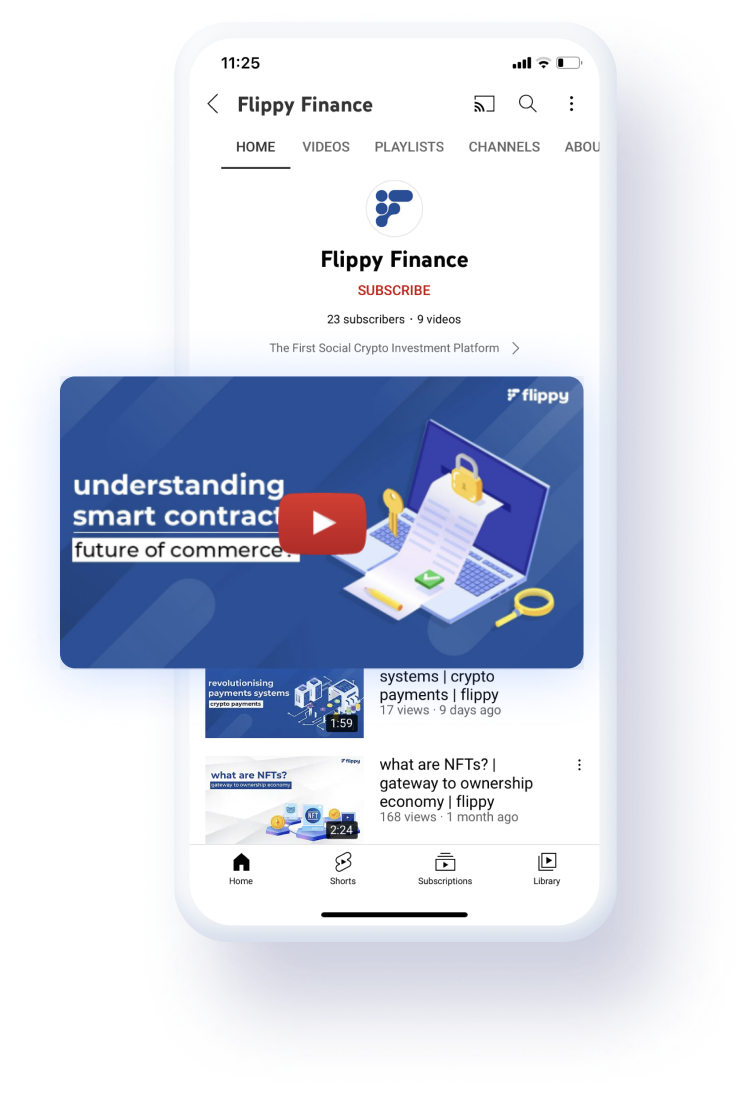 11:25
Flippy Finance
HOME VIDEOS PLAYLISTS CHANNELS ABOU
Flippy Finance
SUBSCRIBE
23 subscribers · 9 videos
The First Social Crypto Investment Platform
flippy
understanding
smart contract
future of commerce?
revolutionising
payments systems
crypto payments
1:59
systems | crypto
payments | flippy
17 views · 9 days ago
flippy
what are NFTs?
gateway to ownership economy
NFT
2:24
what are NFTs? |
gateway to ownership
economy | flippy
168 views · 1 month ago
Home Shorts Subscriptions Library